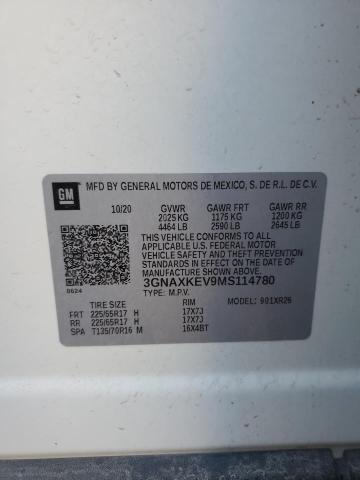 GM
MFD BY GENERAL MOTORS DE MEXICO, S. DE R.L. DE C.V.
10/20 GVWR GAWR FRT GAWR RR
2025 KG 1175 KG 1200 KG
4464 LB 2590 LB 2645 LB
THIS VEHICLE CONFORMS TO ALL
APPLICABLE U.S. FEDERAL MOTOR
VEHICLE SAFETY AND THEFT
PREVENTION STANDARDS IN EFFECT
ON THE DATE OF MANUFACTURE
SHOWN ABOVE.
3GNAXKEV9MS114780
0624
TYPE: M.P.V. MODEL: 901XR26
TIRE SIZE RIM
FRT 225/65R17 H 17X7J
RR 225/65R17 H 17X7J
SPA T135/70R16 M 16X4BT